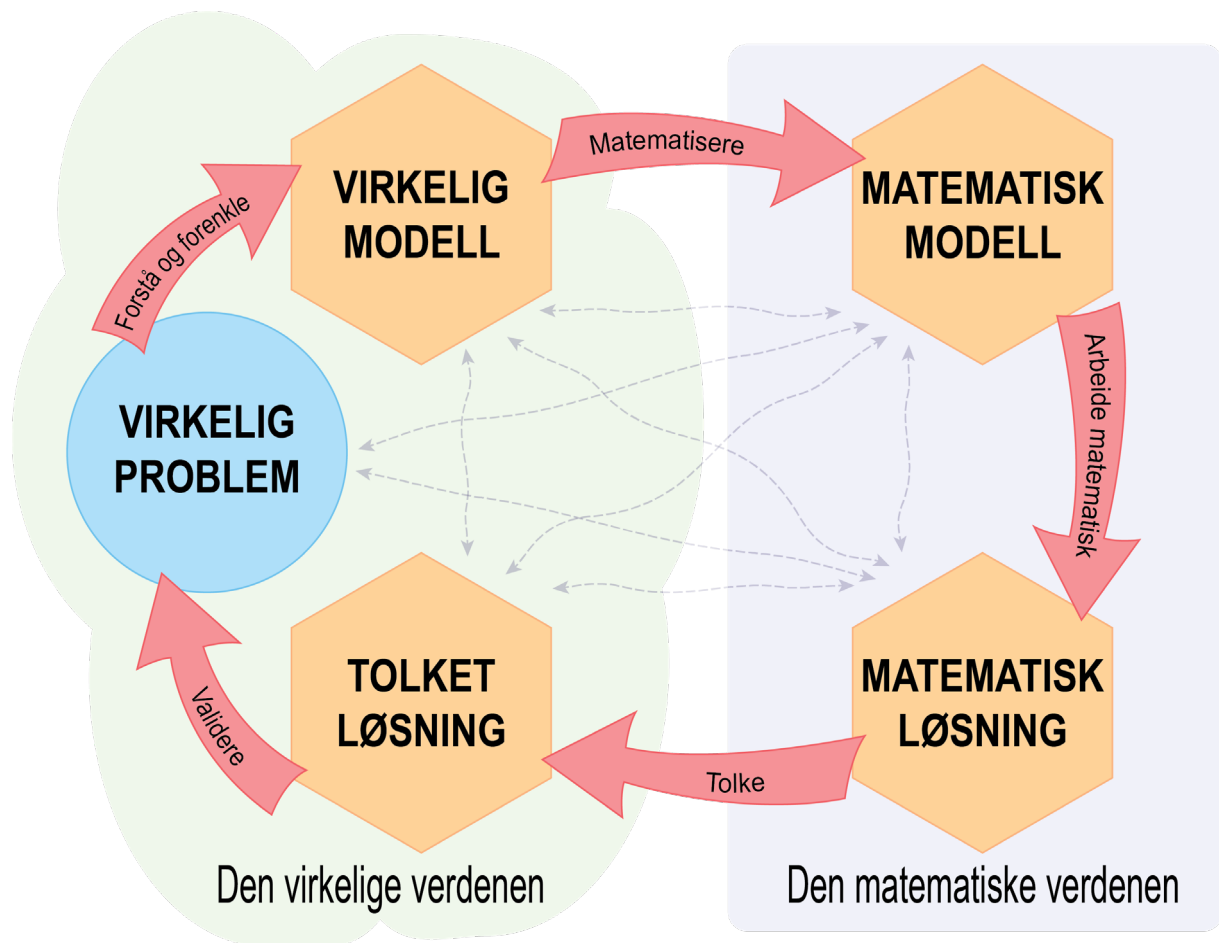 Forstå og forenkle
VIRKELIG
MODELL
Matematisere
MATEMATISK
MODELL
Arbeide matematisk
MATEMATISK
LØSNING
Tolke
TOLKET
LØSNING
Validere
VIRKELIG
PROBLEM
Den virkelige verdenen
Den matematiske verdenen